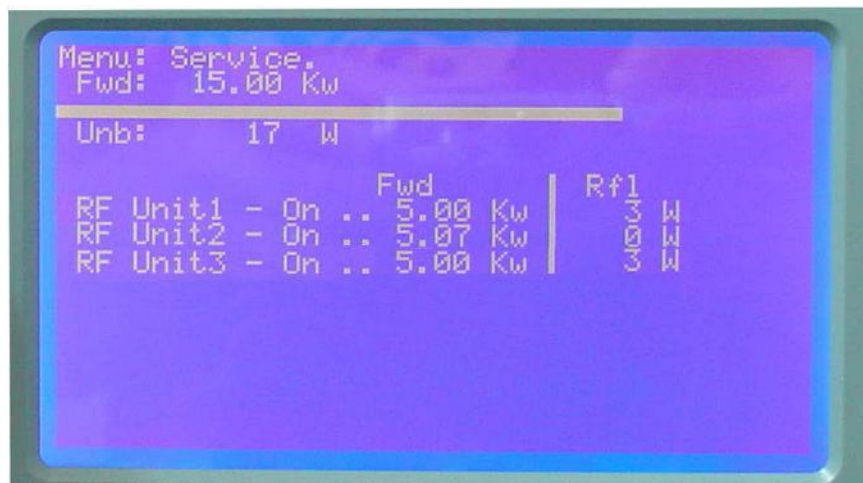 Menu: Service.
Fwd: 15.00 Kw
Unb: 17 W
Fwd Rfl
RF Unit1 - On .. 5.00 Kw 3 W
RF Unit2 - On .. 5.07 Kw 0 W
RF Unit3 - On .. 5.00 Kw 3 W